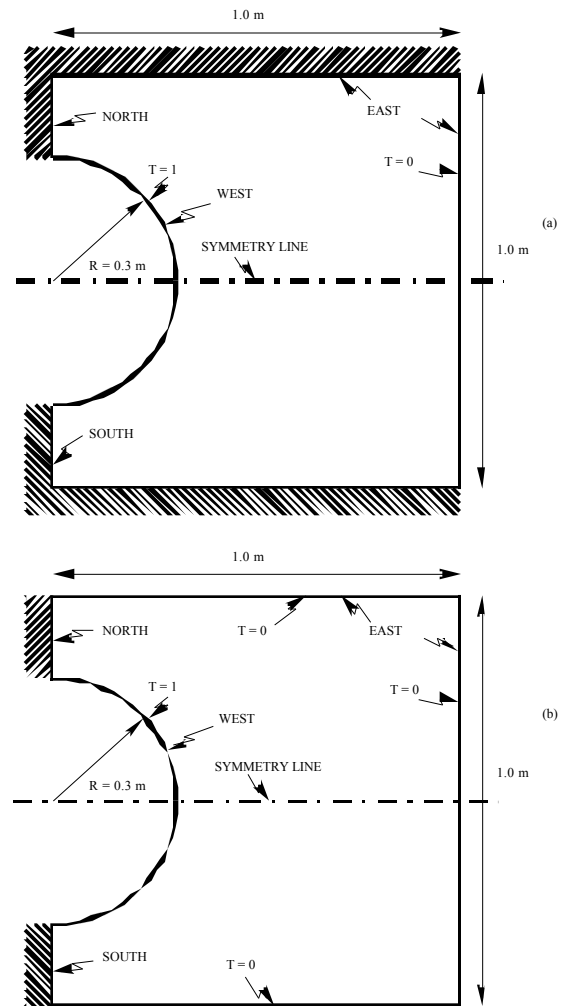 1.0 m
NORTH
EAST
T = 1
T = 0
WEST
(a)
SYMMETRY LINE
1.0 m
R = 0.3 m
SOUTH
1.0 m
NORTH
T = 0
EAST
T = 1
T = 0
WEST
(b)
SYMMETRY LINE
1.0 m
R = 0.3 m
SOUTH
T = 0